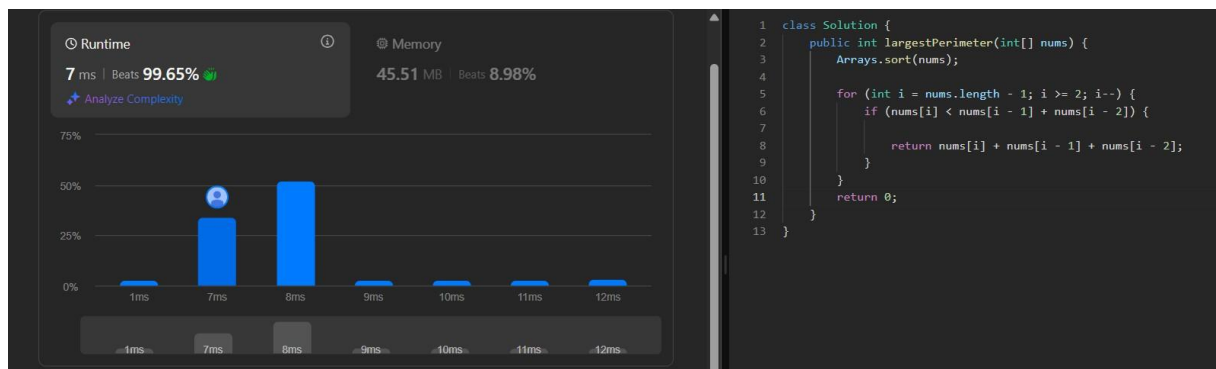 Runtime
7 ms | Beats 99.65%
Analyze Complexity
Memory
45.51 MB | Beats 8.98%
75%
50%
25%
0%
1ms 7ms 8ms 9ms 10ms 11ms 12ms
1ms 7ms 8ms 9ms 10ms 11ms 12ms
1 class Solution {
2 public int largestPerimeter(int[] nums) {
3 Arrays.sort(nums);
4
5 for (int i = nums.length - 1; i >= 2; i--) {
6 if (nums[i] < nums[i - 1] + nums[i - 2]) {
7
8 return nums[i] + nums[i - 1] + nums[i - 2];
9 }
10 }
11 return 0;
12 }
13 }